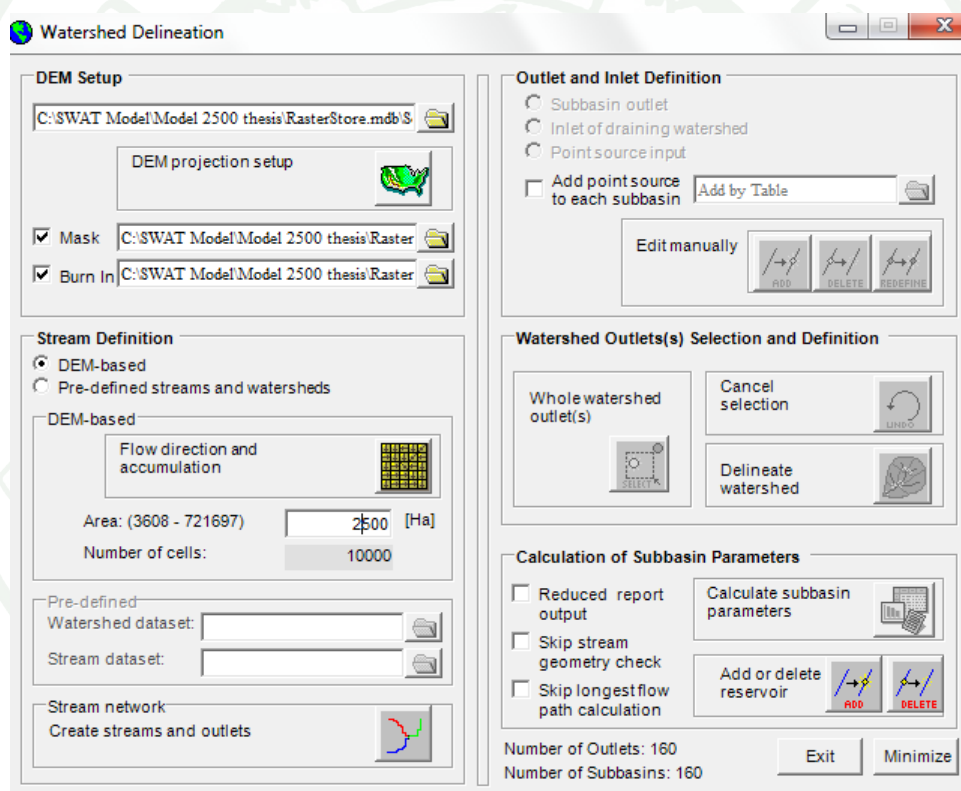 Watershed Delineation
DEM Setup
C:\SWAT Model\Model 2500 thesis\RasterStore.mdb\S
DEM projection setup
Mask
C:\SWAT Model\Model 2500 thesis\Raster
Burn In
C:\SWAT Model\Model 2500 thesis\Raster
Stream Definition
DEM-based
Pre-defined streams and watersheds
DEM-based
Flow direction and
accumulation
Area: (3608 - 721697)
2500
[Ha]
Number of cells:
10000
Pre-defined
Watershed dataset:
Stream dataset:
Stream network
Create streams and outlets
Outlet and Inlet Definition
Subbasin outlet
Inlet of draining watershed
Point source input
Add point source
to each subbasin
Add by Table
Edit manually
ADD
DELETE
REDEFINE
Watershed Outlets(s) Selection and Definition
Whole watershed
outlet(s)
SELECT
Cancel
selection
UNDO
Delineate
watershed
Calculation of Subbasin Parameters
Reduced report
output
Skip stream
geometry check
Skip longest flow
path calculation
Calculate subbasin
parameters
Add or delete
reservoir
ADD
DELETE
Number of Outlets: 160
Number of Subbasins: 160
Exit
Minimize